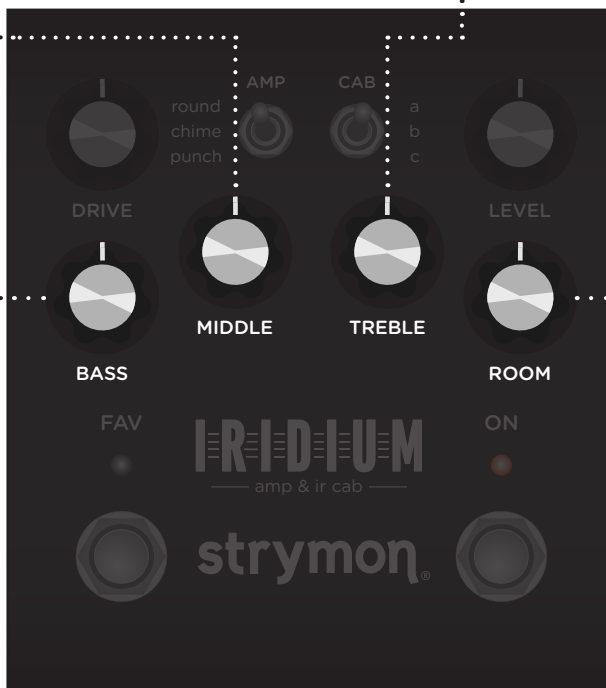 AMP CAB
round a
chime b
punch c
DRIVE LEVEL
MIDDLE TREBLE
BASS ROOM
FAV ON
IRIDIUM
amp & ir cab
strymon®